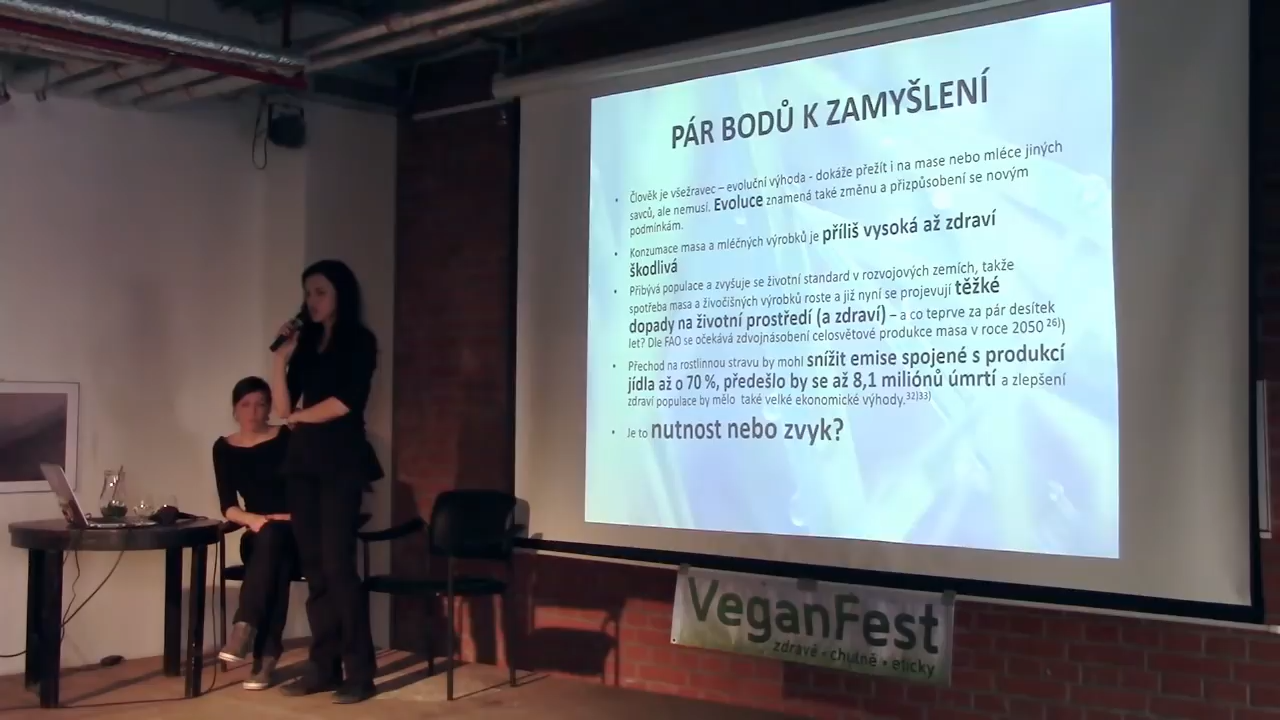 PÁR BODŮ K ZAMYŠLENÍ
• Člověk je všežravec – evoluční výhoda - dokáže přežít i na mase nebo mléce jiných
savců, ale nemusí. Evoluce znamená také změnu a přizpůsobení se novým
podmínkám.
• Konzumace masa a mléčných výrobků je příliš vysoká až zdraví
škodlivá
• Přibývá populace a zvyšuje se životní standard v rozvojových zemích, takže
spotřeba masa a živočišných výrobků roste a již nyní se projevují těžké
dopady na životní prostředí (a zdraví) – a co teprve za pár desítek
let? Dle FAO se očekává zdvojnásobení celosvětové produkce masa v roce 2050 26))
• Přechod na rostlinnou stravu by mohl snížit emise spojené s produkcí
jídla až o 70 %, předešlo by se až 8,1 miliónů úmrtí a zlepšení
zdraví populace by mělo také velké ekonomické výhody.32)33)
• Je to nutnost nebo zvyk?
VeganFest
zdravě • chutně • eticky